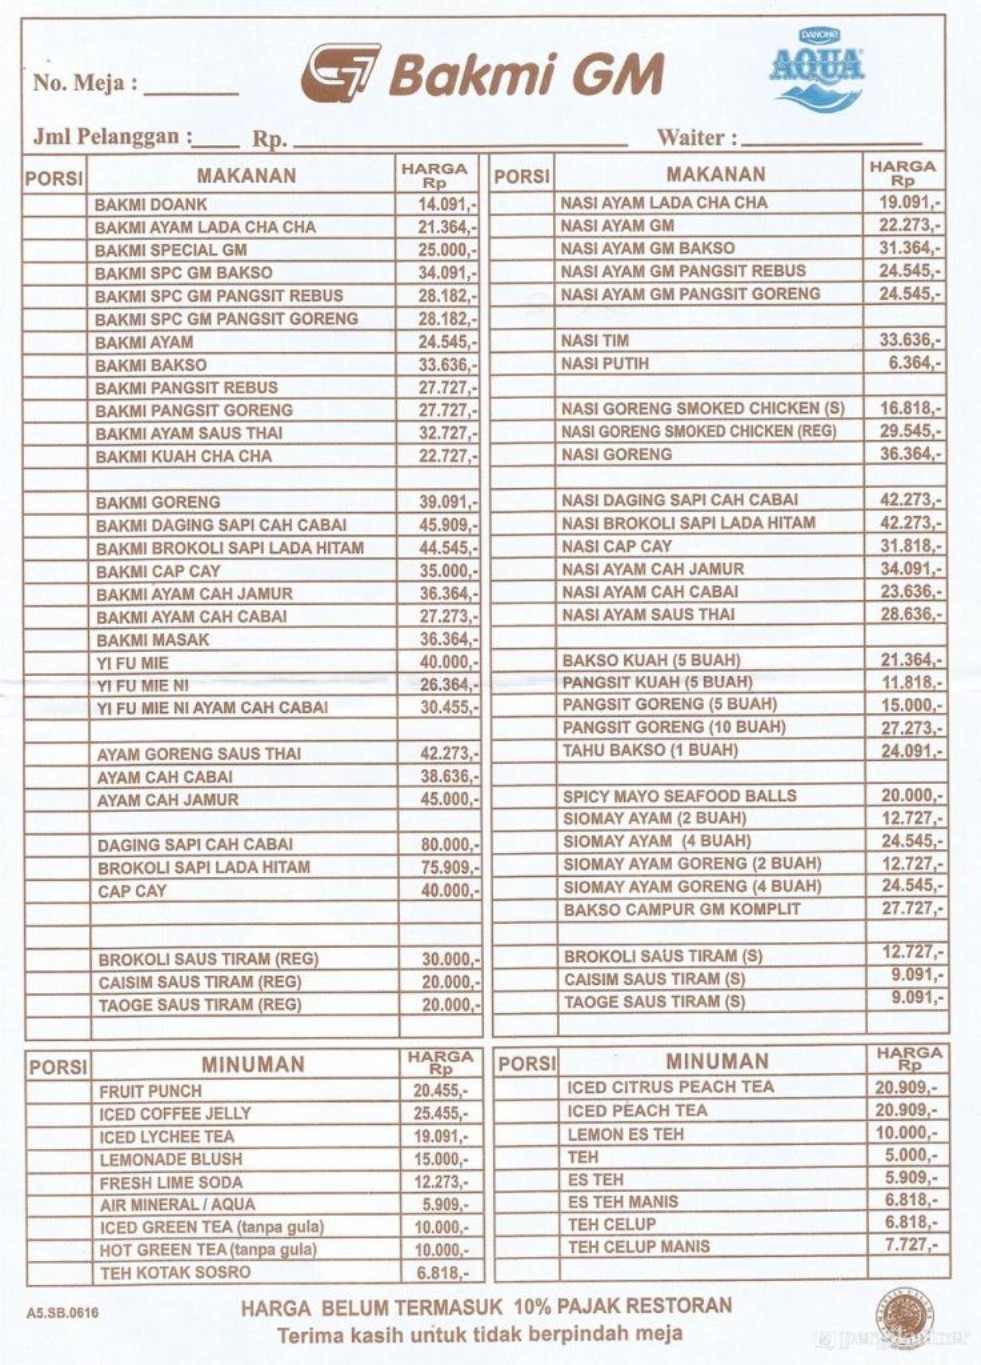 No. Meja :
Bakmi GM
DANONE
AQUA
Jml Pelanggan : Rp. Waiter :
PORSI MAKANAN HARGA Rp
BAKMI DOANK 14.091,-
BAKMI AYAM LADA CHA CHA 21.364,-
BAKMI SPECIAL GM 25.000,-
BAKMI SPC GM BAKSO 34.091,-
BAKMI SPC GM PANGSIT REBUS 28.182,-
BAKMI SPC GM PANGSIT GORENG 28.182,-
BAKMI AYAM 24.545,-
BAKMI BAKSO 33.636,-
BAKMI PANGSIT REBUS 27.727,-
BAKMI PANGSIT GORENG 27.727,-
BAKMI AYAM SAUS THAI 32.727,-
BAKMI KUAH CHA CHA 22.727,-
BAKMI GORENG 39.091,-
BAKMI DAGING SAPI CAH CABAI 45.909,-
BAKMI BROKOLI SAPI LADA HITAM 44.545,-
BAKMI CAP CAY 35.000,-
BAKMI AYAM CAH JAMUR 36.364,-
BAKMI AYAM CAH CABAI 27.273,-
BAKMI MASAK 36.364,-
YI FU MIE 40.000,-
YI FU MIE NI 26.364,-
YI FU MIE NI AYAM CAH CABAI 30.455,-
AYAM GORENG SAUS THAI 42.273,-
AYAM CAH CABAI 38.636,-
AYAM CAH JAMUR 45.000,-
DAGING SAPI CAH CABAI 80.000,-
BROKOLI SAPI LADA HITAM 75.909,-
CAP CAY 40.000,-
BROKOLI SAUS TIRAM (REG) 30.000,-
CAISIM SAUS TIRAM (REG) 20.000,-
TAOGE SAUS TIRAM (REG) 20.000,-
PORSI MAKANAN HARGA Rp
NASI AYAM LADA CHA CHA 19.091,-
NASI AYAM GM 22.273,-
NASI AYAM GM BAKSO 31.364,-
NASI AYAM GM PANGSIT REBUS 24.545,-
NASI AYAM GM PANGSIT GORENG 24.545,-
NASI TIM 33.636,-
NASI PUTIH 6.364,-
NASI GORENG SMOKED CHICKEN (S) 16.818,-
NASI GORENG SMOKED CHICKEN (REG) 29.545,-
NASI GORENG 36.364,-
NASI DAGING SAPI CAH CABAI 42.273,-
NASI BROKOLI SAPI LADA HITAM 42.273,-
NASI CAP CAY 31.818,-
NASI AYAM CAH JAMUR 34.091,-
NASI AYAM CAH CABAI 23.636,-
NASI AYAM SAUS THAI 28.636,-
BAKSO KUAH (5 BUAH) 21.364,-
PANGSIT KUAH (5 BUAH) 11.818,-
PANGSIT GORENG (5 BUAH) 15.000,-
PANGSIT GORENG (10 BUAH) 27.273,-
TAHU BAKSO (1 BUAH) 24.091,-
SPICY MAYO SEAFOOD BALLS 20.000,-
SIOMAY AYAM (2 BUAH) 12.727,-
SIOMAY AYAM (4 BUAH) 24.545,-
SIOMAY AYAM GORENG (2 BUAH) 12.727,-
SIOMAY AYAM GORENG (4 BUAH) 24.545,-
BAKSO CAMPUR GM KOMPLIT 27.727,-
BROKOLI SAUS TIRAM (S) 12.727,-
CAISIM SAUS TIRAM (S) 9.091,-
TAOGE SAUS TIRAM (S) 9.091,-
PORSI MINUMAN HARGA Rp
FRUIT PUNCH 20.455,-
ICED COFFEE JELLY 25.455,-
ICED LYCHEE TEA 19.091,-
LEMONADE BLUSH 15.000,-
FRESH LIME SODA 12.273,-
AIR MINERAL / AQUA 5.909,-
ICED GREEN TEA (tanpa gula) 10.000,-
HOT GREEN TEA (tanpa gula) 10.000,-
TEH KOTAK SOSRO 6.818,-
PORSI MINUMAN HARGA Rp
ICED CITRUS PEACH TEA 20.909,-
ICED PEACH TEA 20.909,-
LEMON ES TEH 10.000,-
TEH 5.000,-
ES TEH 5.909,-
ES TEH MANIS 6.818,-
TEH CELUP 6.818,-
TEH CELUP MANIS 7.727,-
A5.SB.0616
HARGA BELUM TERMASUK 10% PAJAK RESTORAN
Terima kasih untuk tidak berpindah meja